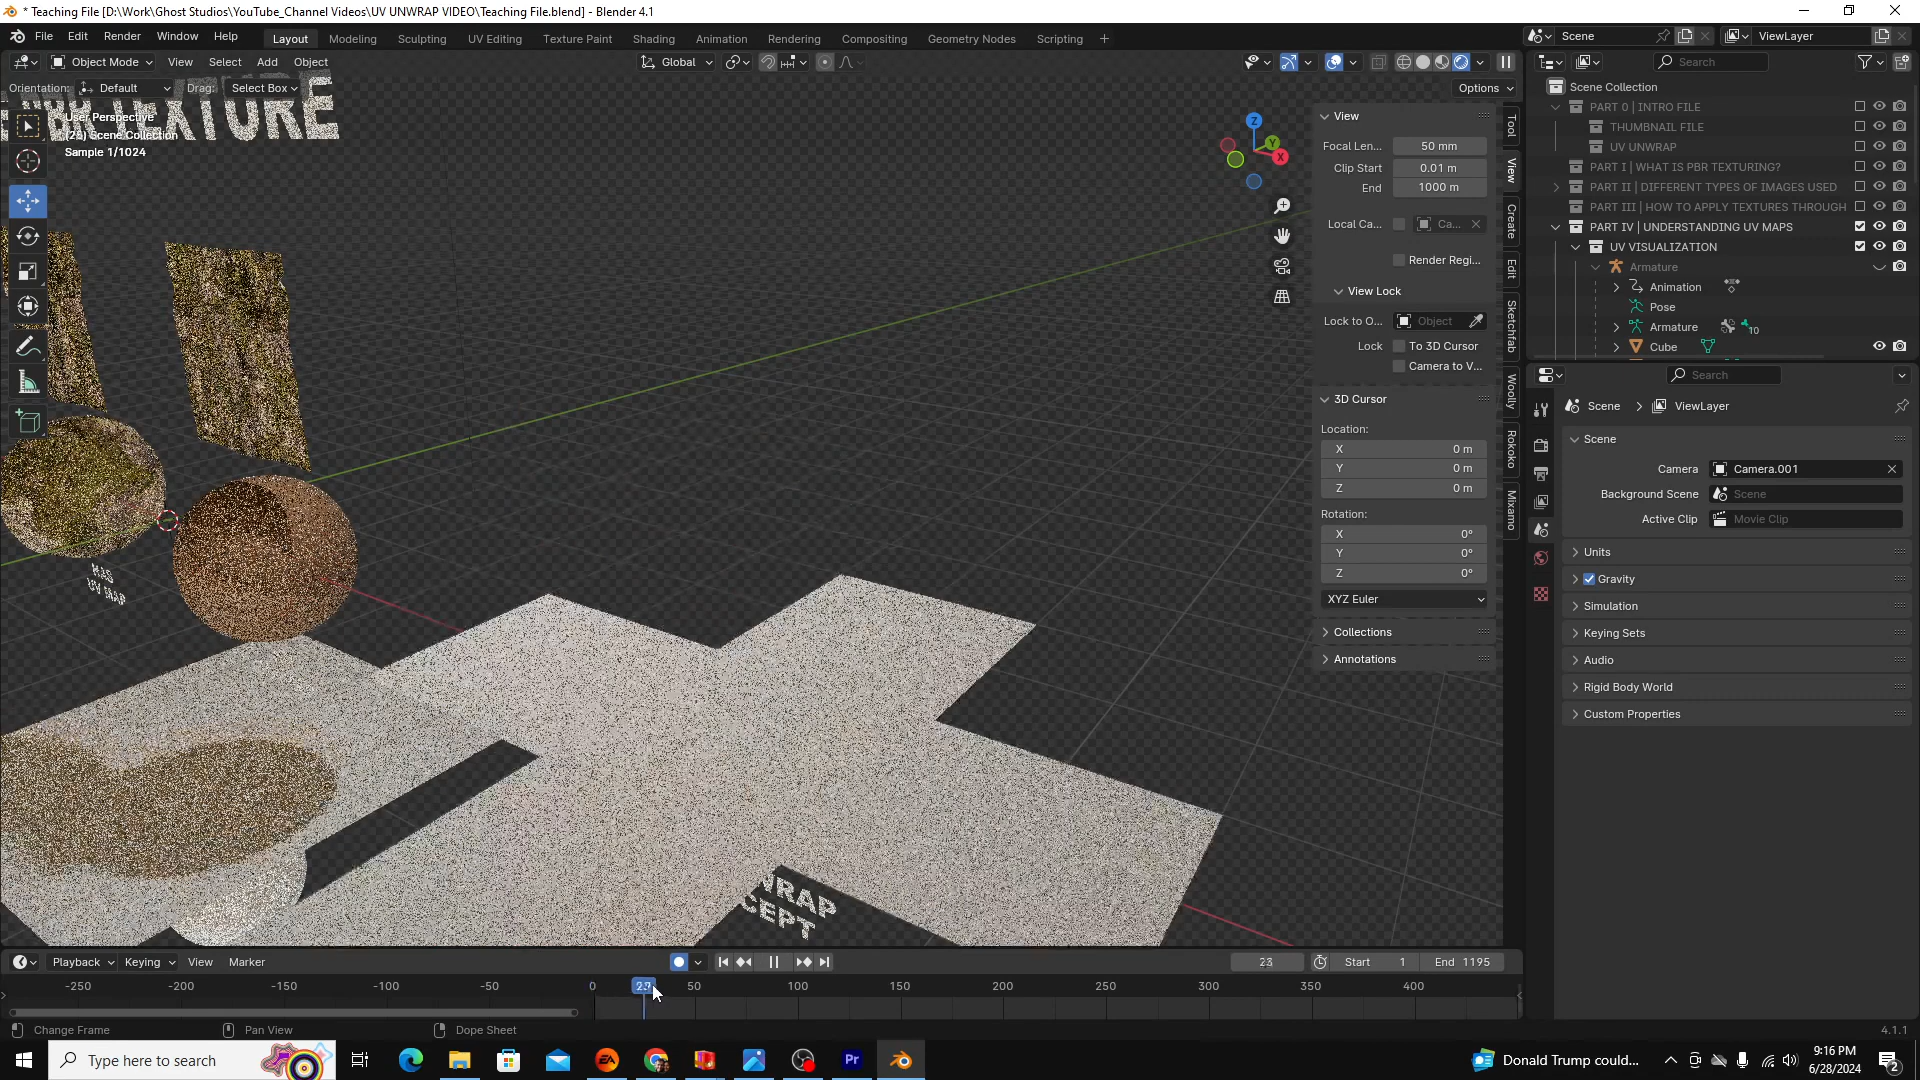 * Teaching File [D:\Work\Ghost Studios\YouTube_Channel Videos\UV UNWRAP VIDEO\Teaching File.blend] - Blender 4.1
File Edit Render Window Help Layout Modeling Sculpting UV Editing Texture Paint Shading Animation Rendering Compositing Geometry Nodes Scripting + Scene ViewLayer
Object Mode View Select Add Object Global Search
Orientation: Default Drag: Select Box Options
PBR TEXTURE
User Perspective
(23) Scene Collection
Sample 1/1024
Z
Y
X
View
Focal Len... 50 mm
Clip Start 0.01 m
End 1000 m
Local Ca... Ca...
Render Regi...
View Lock
Lock to O... Object
Lock To 3D Cursor
Camera to V...
3D Cursor
Location:
X 0 m
Y 0 m
Z 0 m
Rotation:
X 0°
Y 0°
Z 0°
XYZ Euler
Collections
Annotations
Tool
View
Create
Edit
Sketchfab
Woolly
Rokoko
Mixamo
Scene Collection
PART 0 | INTRO FILE
THUMBNAIL FILE
UV UNWRAP
PART I | WHAT IS PBR TEXTURING?
PART II | DIFFERENT TYPES OF IMAGES USED
PART III | HOW TO APPLY TEXTURES THROUGH
PART IV | UNDERSTANDING UV MAPS
UV VISUALIZATION
Armature
Animation
Pose
Armature 10
Cube
Search
Scene > ViewLayer
Scene
Camera Camera.001
Background Scene Scene
Active Clip Movie Clip
Units
Gravity
Simulation
Keying Sets
Audio
Rigid Body World
Custom Properties
UV MAP
WRAP
CEPT
Playback Keying View Marker 23 Start 1 End 1195
-250 -200 -150 -100 -50 0 23 50 100 150 200 250 300 350 400
Change Frame Pan View Dope Sheet 4.1.1
Type here to search Donald Trump could... 9:16 PM
6/28/2024
2